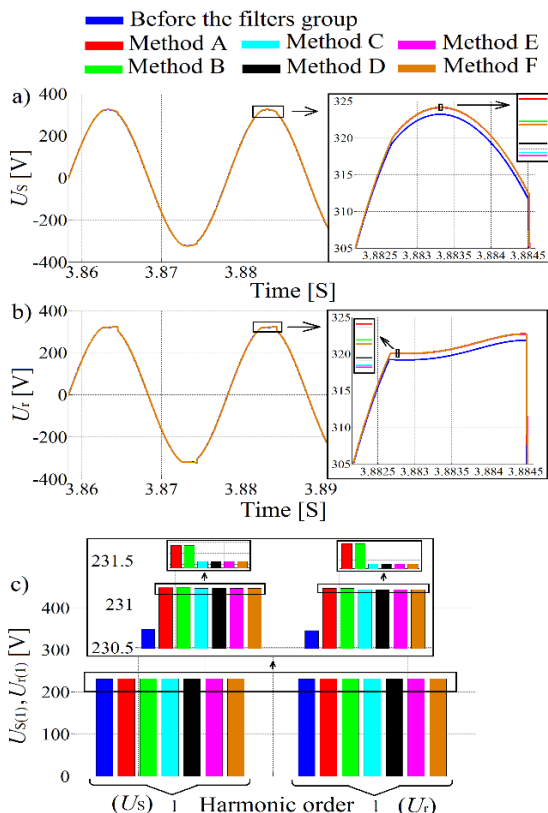 Before the filters group
Method A Method C Method E
Method B Method D Method F
a)
400
200
0
-200
-400
Us [V]
3.86 3.87 3.88
Time [S]
325
320
315
310
305
3,8825 3,883 3,8835 3,884 3,8845
b)
400
200
0
-200
-400
Ur [V]
3.86 3.87 3.88 3.89
Time [S]
325
320
315
310
305
3,8825 3,883 3,8835 3,884 3,8845
c)
231.5
231
230.5
400
300
200
100
0
US(1), Ur(1) [V]
(Us) 1 Harmonic order 1 (Ur)